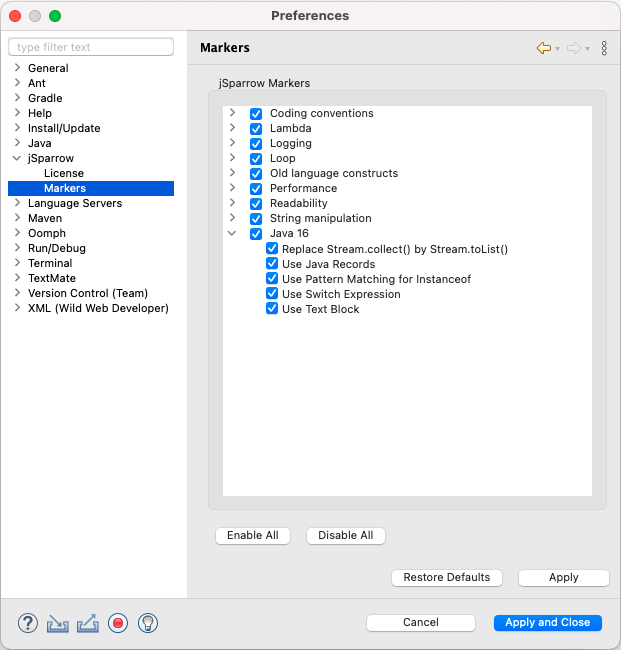 Preferences
type filter text
General
Ant
Gradle
Help
Install/Update
Java
jSparrow
License
Markers
Language Servers
Maven
Oomph
Run/Debug
Terminal
TextMate
Version Control (Team)
XML (Wild Web Developer)
Markers
jSparrow Markers
Coding conventions
Lambda
Logging
Loop
Old language constructs
Performance
Readability
String manipulation
Java 16
Replace Stream.collect() by Stream.toList()
Use Java Records
Use Pattern Matching for Instanceof
Use Switch Expression
Use Text Block
Enable All Disable All
Restore Defaults Apply
? Cancel Apply and Close